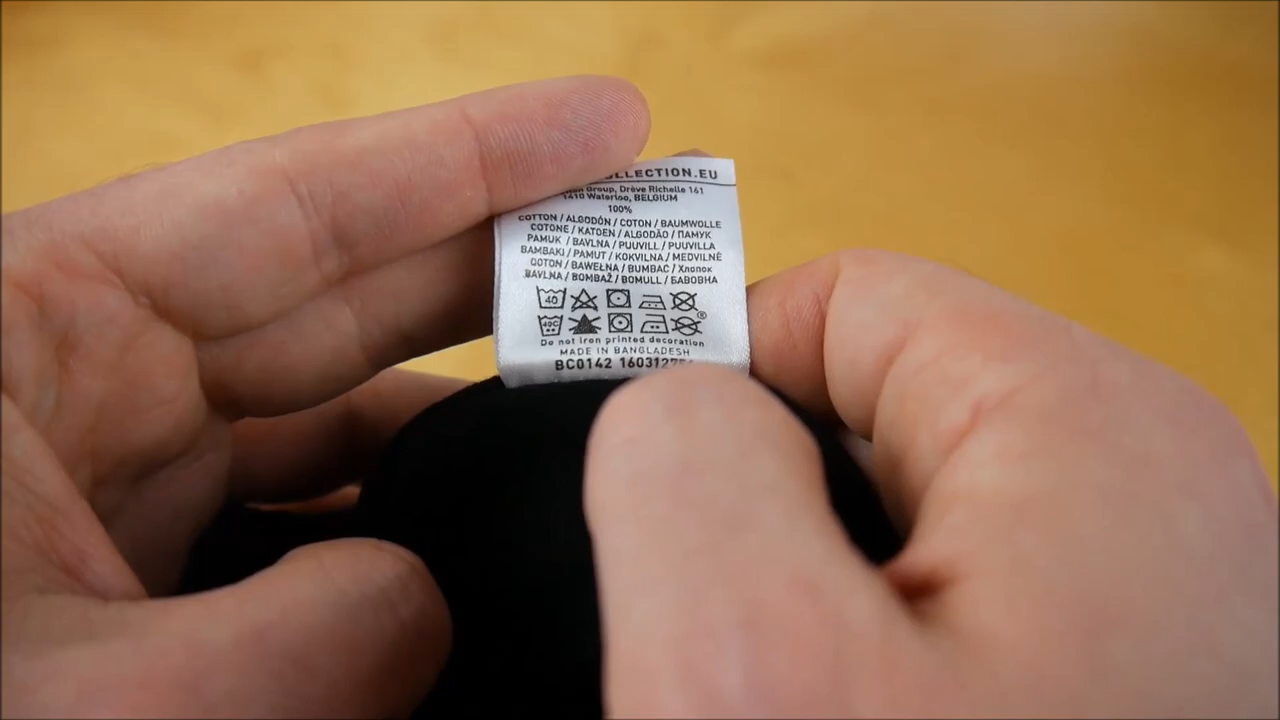 COLLECTION.EU
Group, Drève Richelle 161
1410 Waterloo, BELGIUM
100%
COTTON / ALGODÓN / COTON / BAUMWOLLE
COTONE / KATOEN / ALGODÃO / ПАМУК
PAMUK / BAVLNA / PUUVILL / PUUVILLA
BAMBAKI / PAMUT / KOKVILNA / MEDVILNĖ
COTON / BAWEŁNA / BUMBAC / Хлопок
BAVLNA / BOMBAŽ / BOMULL / БАВОВНА
40
40C
®
Do not iron printed decoration
MADE IN BANGLADESH
BC0142